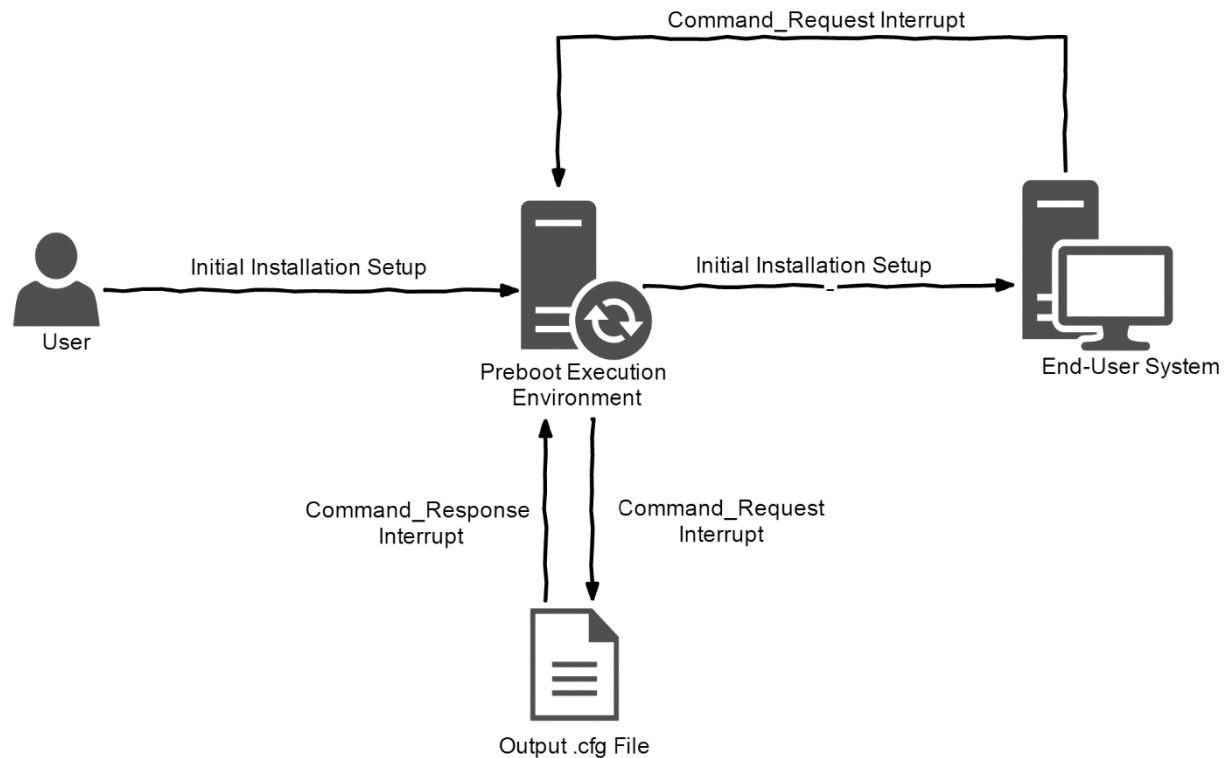 Command_Request Interrupt
Initial Installation Setup
Initial Installation Setup
User
Preboot Execution
Environment
End-User System
Command_Response
Interrupt
Command_Request
Interrupt
Output .cfg File